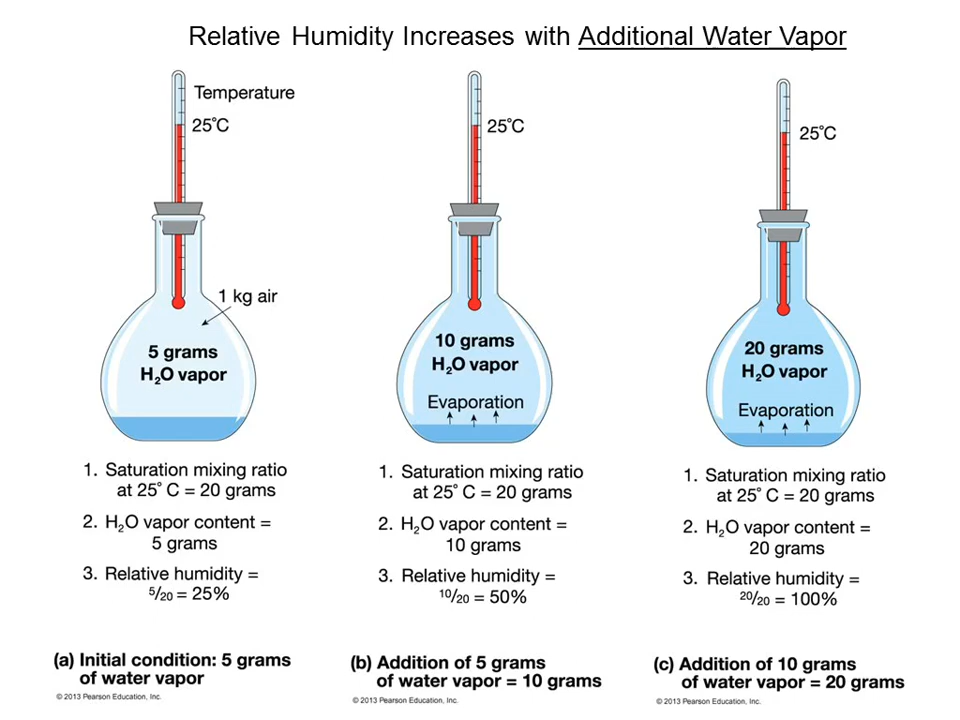 Relative Humidity Increases with Additional Water Vapor
Temperature
25°C
1 kg air
5 grams
H₂O vapor
1. Saturation mixing ratio
at 25° C = 20 grams
2. H₂O vapor content =
5 grams
3. Relative humidity =
5/20 = 25%
(a) Initial condition: 5 grams
of water vapor
© 2013 Pearson Education, Inc.
25°C
10 grams
H₂O vapor
Evaporation
1. Saturation mixing ratio
at 25° C = 20 grams
2. H₂O vapor content =
10 grams
3. Relative humidity =
10/20 = 50%
(b) Addition of 5 grams
of water vapor = 10 grams
© 2013 Pearson Education, Inc.
25°C
20 grams
H₂O vapor
Evaporation
1. Saturation mixing ratio
at 25° C = 20 grams
2. H₂O vapor content =
20 grams
3. Relative humidity =
20/20 = 100%
(c) Addition of 10 grams
of water vapor = 20 grams
© 2013 Pearson Education, Inc.